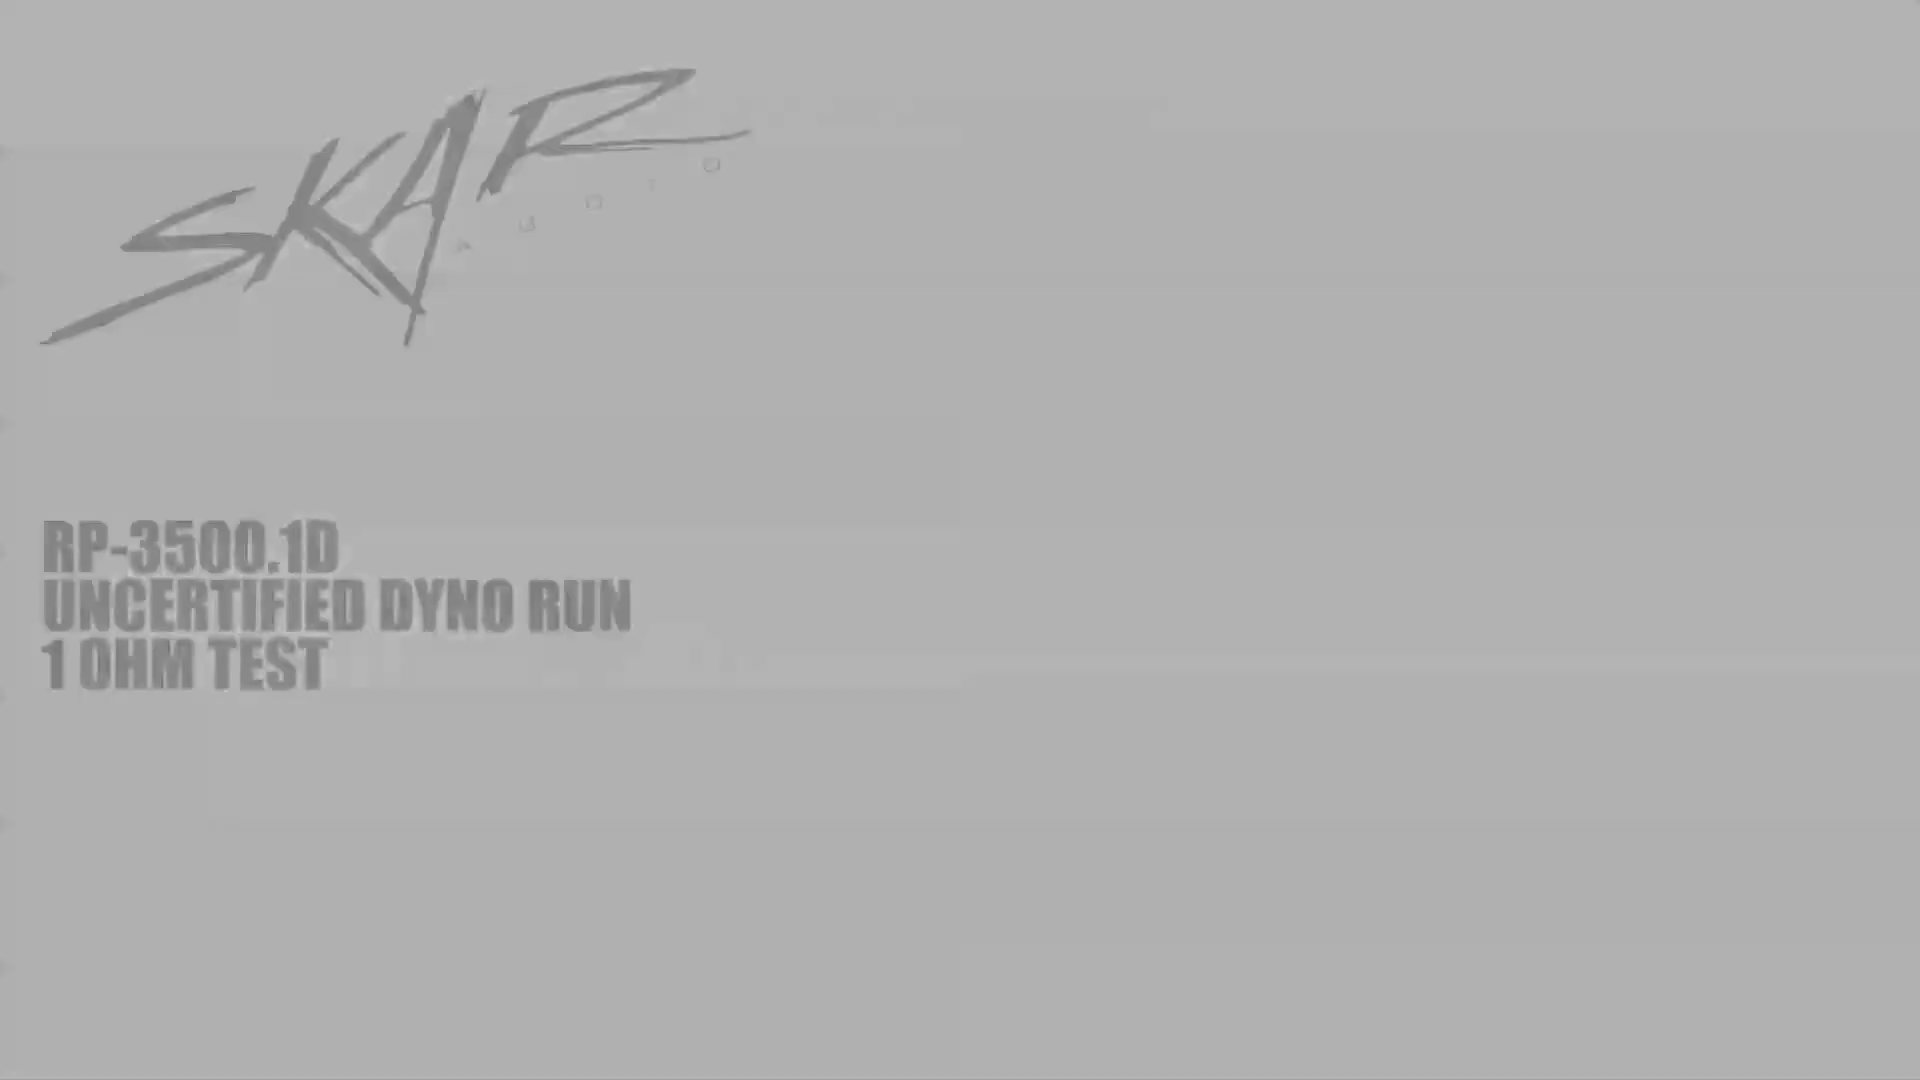 SKAR
AUDIO
RP-3500.1D
UNCERTIFIED DYNO RUN
1 OHM TEST